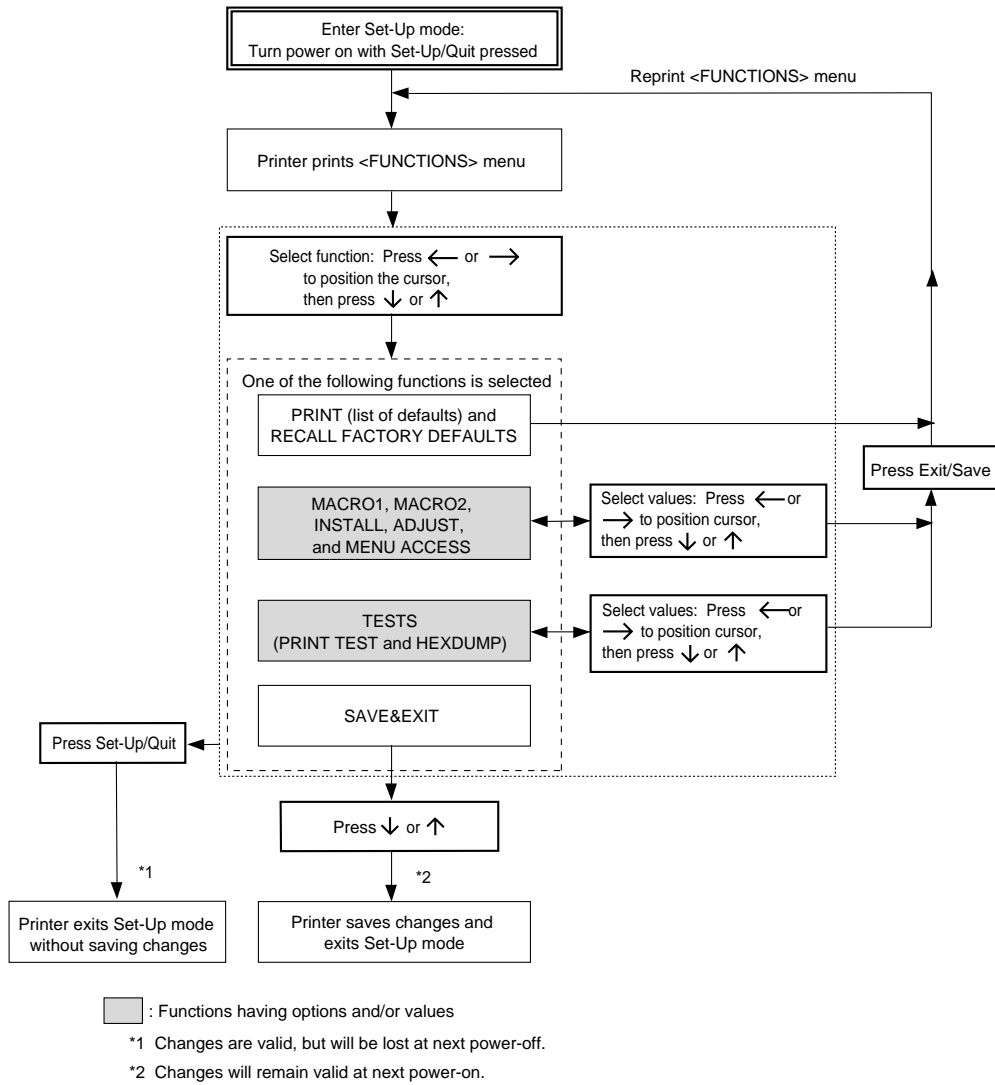 Enter Set-Up mode:
Turn power on with Set-Up/Quit pressed
Reprint <FUNCTIONS> menu
Printer prints <FUNCTIONS> menu
Select function: Press ← or →
to position the cursor,
then press ↓ or ↑
One of the following functions is selected
PRINT (list of defaults) and
RECALL FACTORY DEFAULTS
Press Exit/Save
MACRO1, MACRO2,
INSTALL, ADJUST,
and MENU ACCESS
Select values: Press ← or
→ to position cursor,
then press ↓ or ↑
TESTS
(PRINT TEST and HEXDUMP)
Select values: Press ← or
→ to position cursor,
then press ↓ or ↑
SAVE&EXIT
Press Set-Up/Quit
Press ↓ or ↑
*1
*2
Printer exits Set-Up mode
without saving changes
Printer saves changes and
exits Set-Up mode
: Functions having options and/or values
*1 Changes are valid, but will be lost at next power-off.
*2 Changes will remain valid at next power-on.